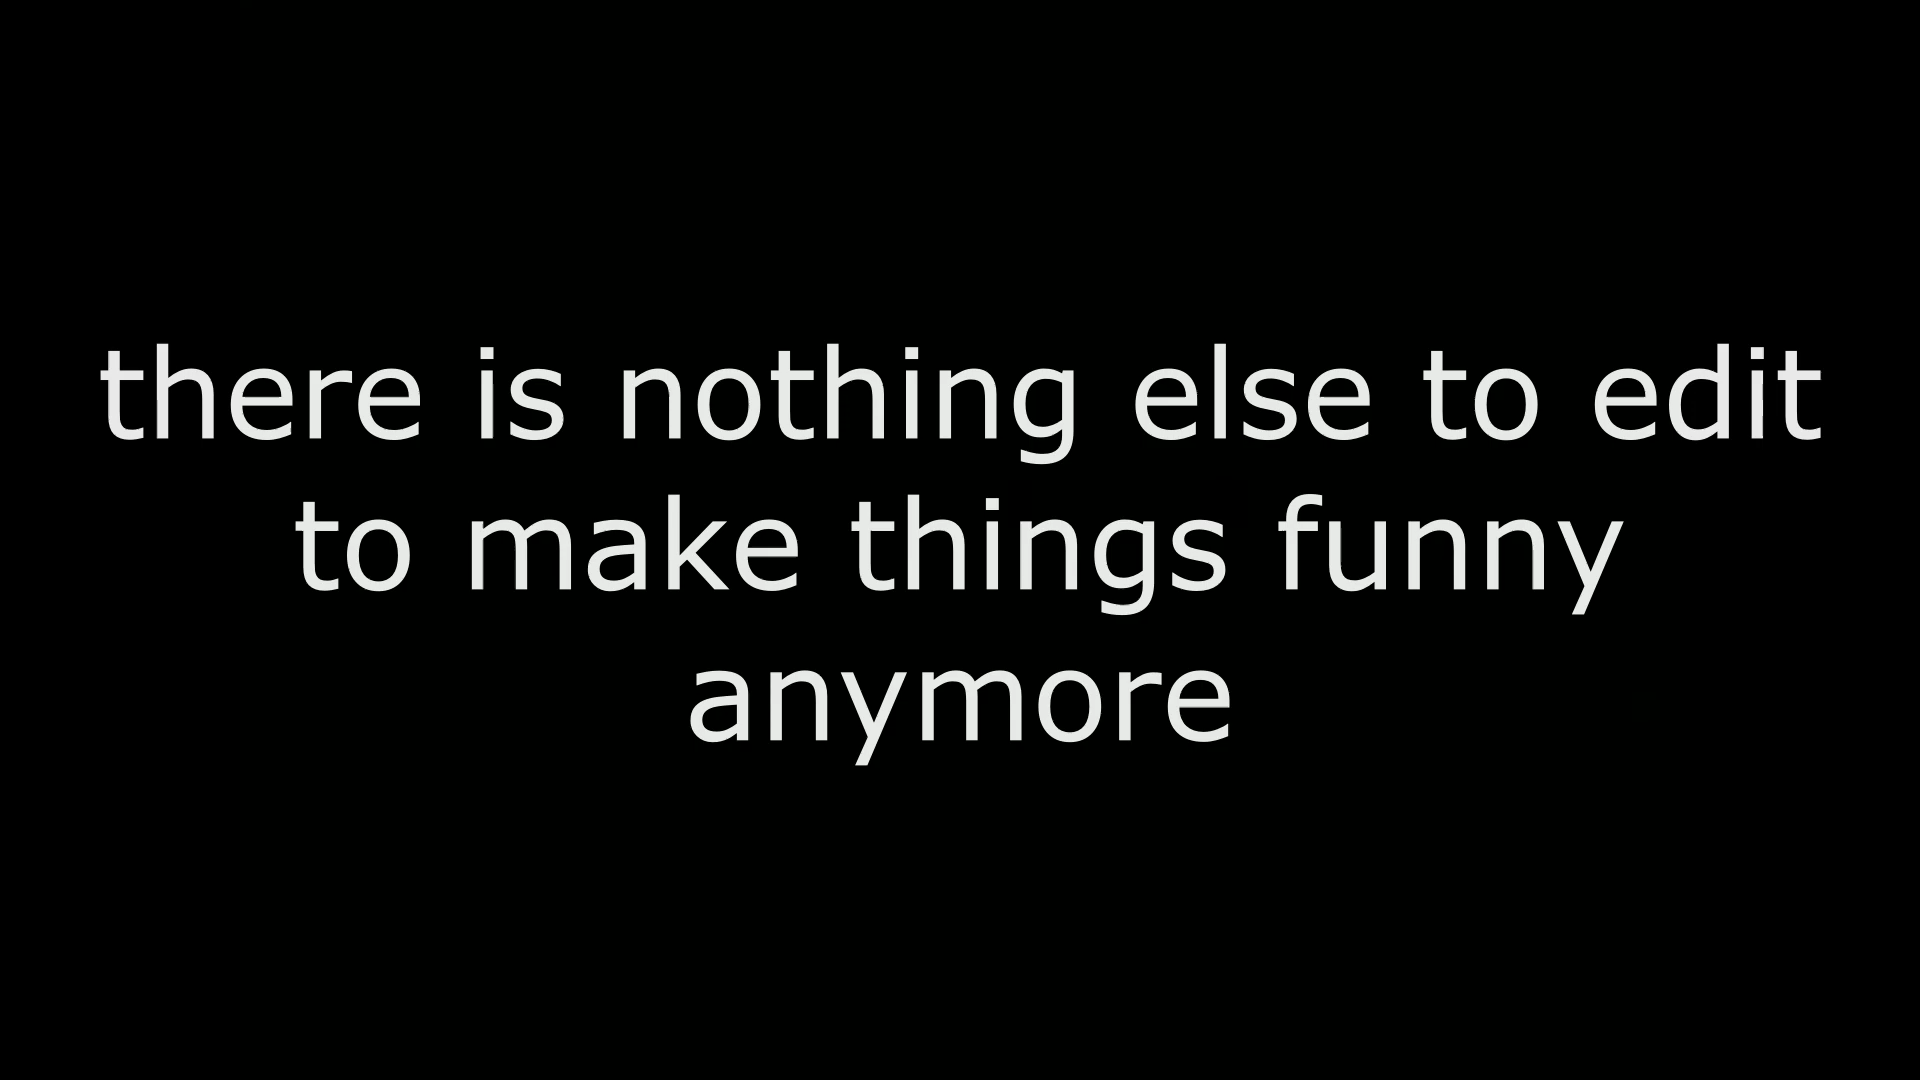 there is nothing else to edit
to make things funny
anymore